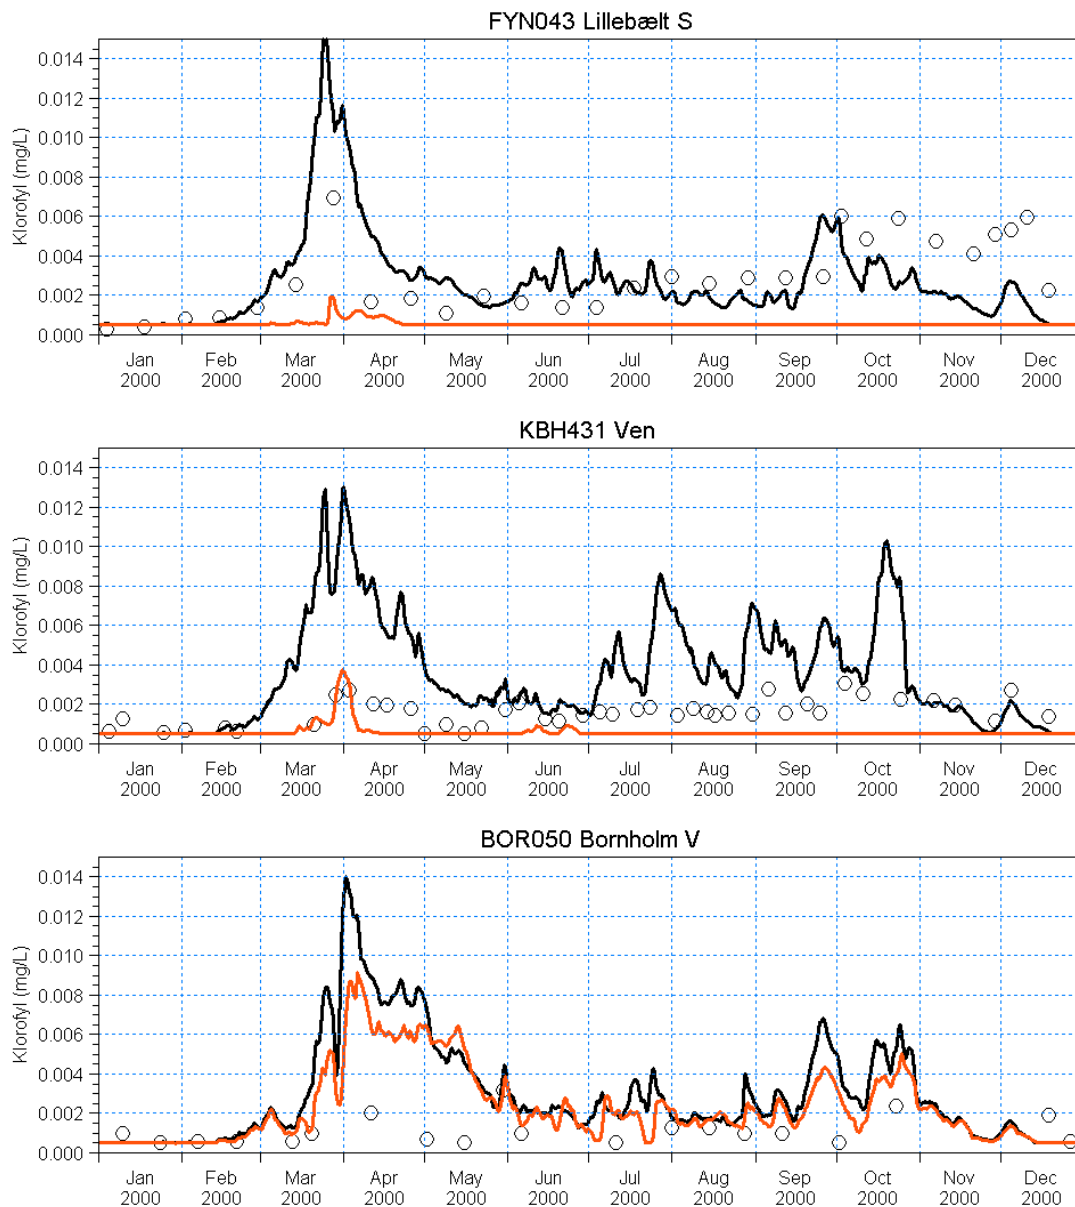 FYN043 Lillebælt S
Klorofyl (mg/L)
0.014
0.012
0.010
0.008
0.006
0.004
0.002
0.000
Jan Feb Mar Apr May Jun Jul Aug Sep Oct Nov Dec
2000 2000 2000 2000 2000 2000 2000 2000 2000 2000 2000 2000
KBH431 Ven
Klorofyl (mg/L)
0.014
0.012
0.010
0.008
0.006
0.004
0.002
0.000
Jan Feb Mar Apr May Jun Jul Aug Sep Oct Nov Dec
2000 2000 2000 2000 2000 2000 2000 2000 2000 2000 2000 2000
BOR050 Bornholm V
Klorofyl (mg/L)
0.014
0.012
0.010
0.008
0.006
0.004
0.002
0.000
Jan Feb Mar Apr May Jun Jul Aug Sep Oct Nov Dec
2000 2000 2000 2000 2000 2000 2000 2000 2000 2000 2000 2000